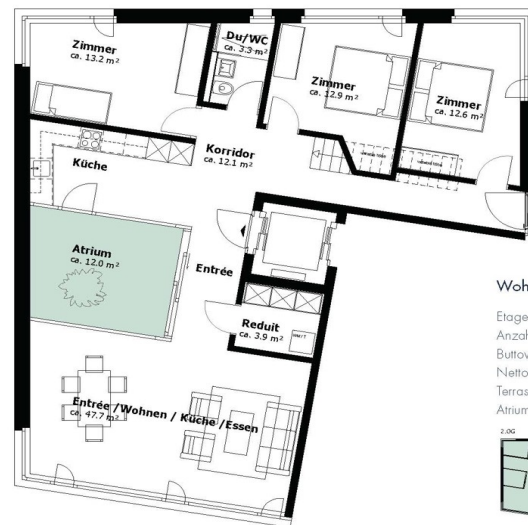 Zimmer
ca. 13.2 m²
Du/WC
ca. 3.3 m²
Zimmer
ca. 12.9 m²
Zimmer
ca. 12.6 m²
Korridor
ca. 12.1 m²
Küche
Atrium
ca. 12.0 m²
Entrée
Reduit
ca. 3.9 m²
Entrée /Wohnen / Küche /Essen
ca. 47.7 m²
Woh
Etage
Anzah
Buttov
Netto
Terras
Atrium
2.OG